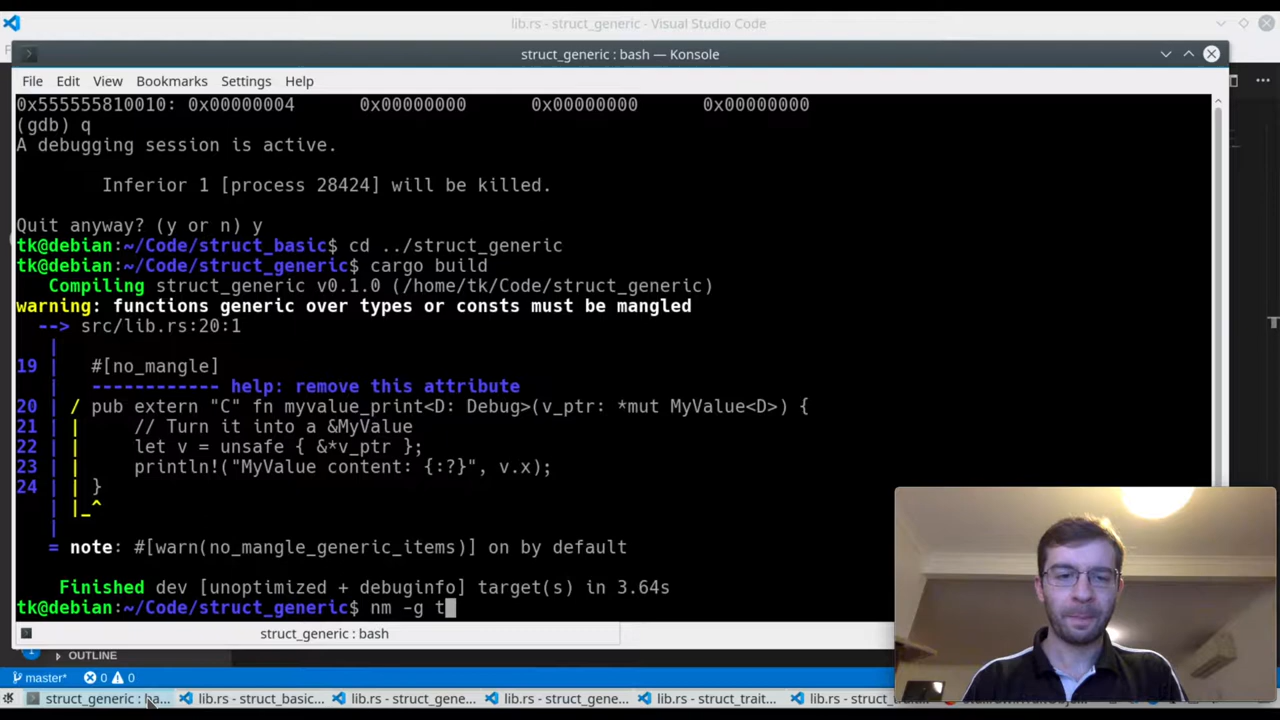 lib.rs - struct_generic - Visual Studio Code
struct_generic : bash — Konsole
File Edit View Bookmarks Settings Help
0x555555810010: 0x00000004 0x00000000 0x00000000 0x00000000
(gdb) q
A debugging session is active.
Inferior 1 [process 28424] will be killed.
Quit anyway? (y or n) y
tk@debian:~/Code/struct_basic$ cd ../struct_generic
tk@debian:~/Code/struct_generic$ cargo build
Compiling struct_generic v0.1.0 (/home/tk/Code/struct_generic)
warning: functions generic over types or consts must be mangled
--> src/lib.rs:20:1
|
19 | #[no_mangle]
| ------------ help: remove this attribute
20 | / pub extern "C" fn myvalue_print<D: Debug>(v_ptr: *mut MyValue<D>) {
21 | | // Turn it into a &MyValue
22 | | let v = unsafe { &*v_ptr };
23 | | println!("MyValue content: {:?}", v.x);
24 | | }
| |_^
|
= note: #[warn(no_mangle_generic_items)] on by default
Finished dev [unoptimized + debuginfo] target(s) in 3.64s
tk@debian:~/Code/struct_generic$ nm -g t
struct_generic : bash
1 OUTLINE
master* 0 0
struct_generic : ba... lib.rs - struct_basic... lib.rs - struct_gene... lib.rs - struct_gene... lib.rs - struct_trait...